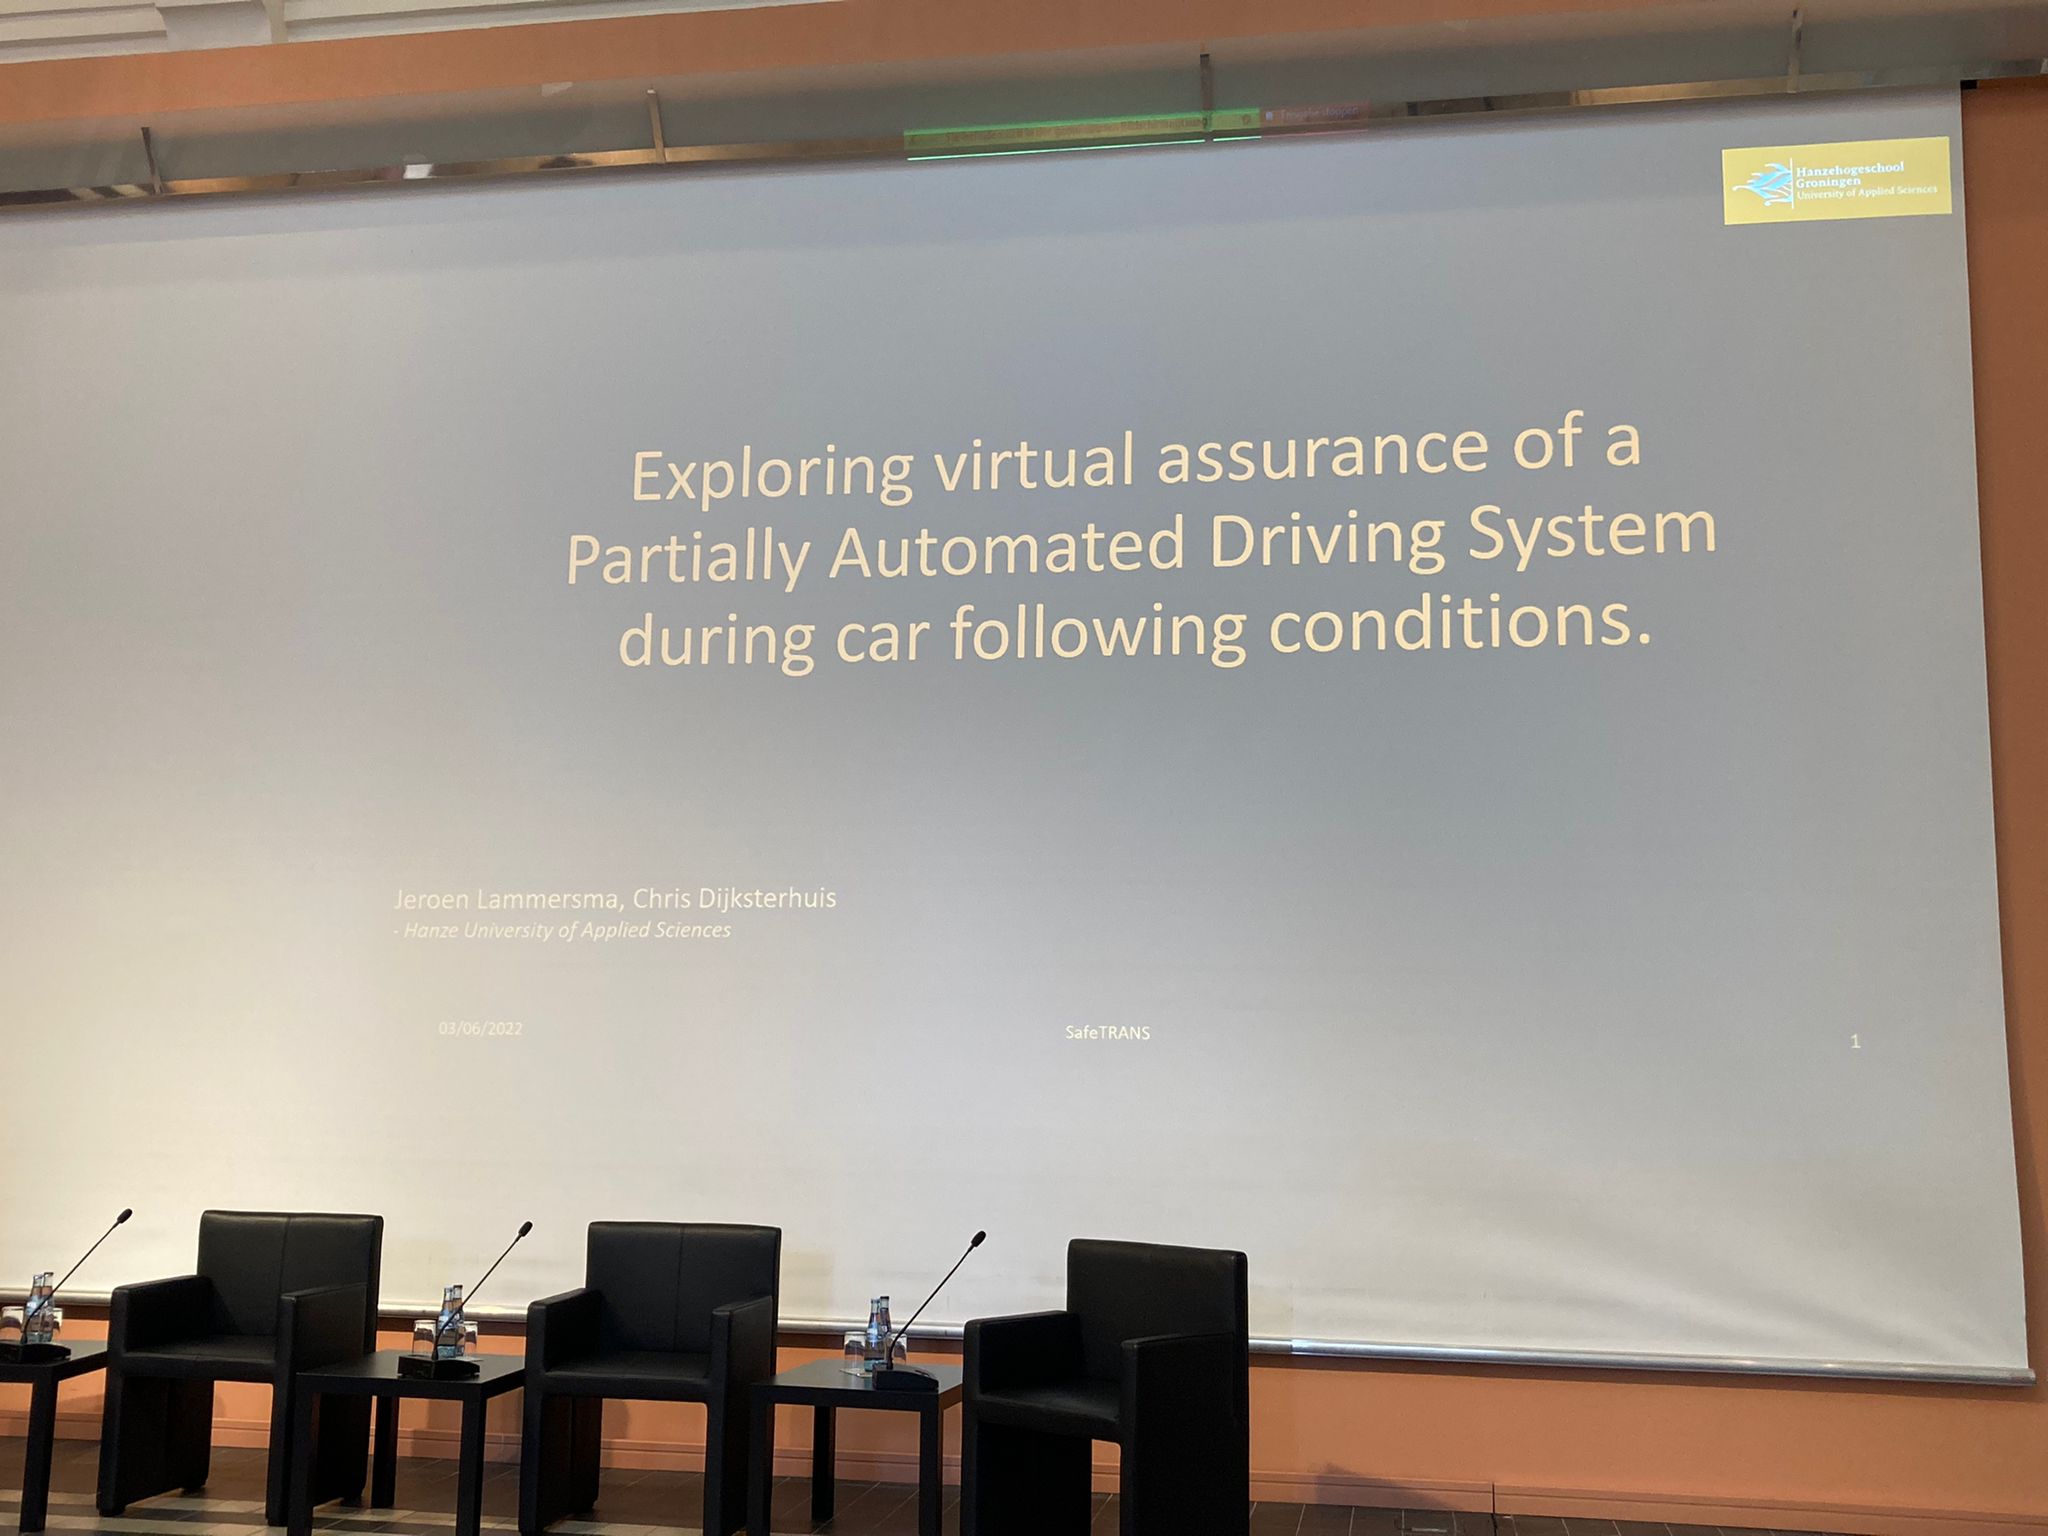 Hanzehogeschool
Groningen
University of Applied Sciences
Exploring virtual assurance of a
Partially Automated Driving System
during car following conditions.
Jeroen Lammersma, Chris Dijksterhuis
- Hanze University of Applied Sciences
03/06/2022
SafeTRANS
1